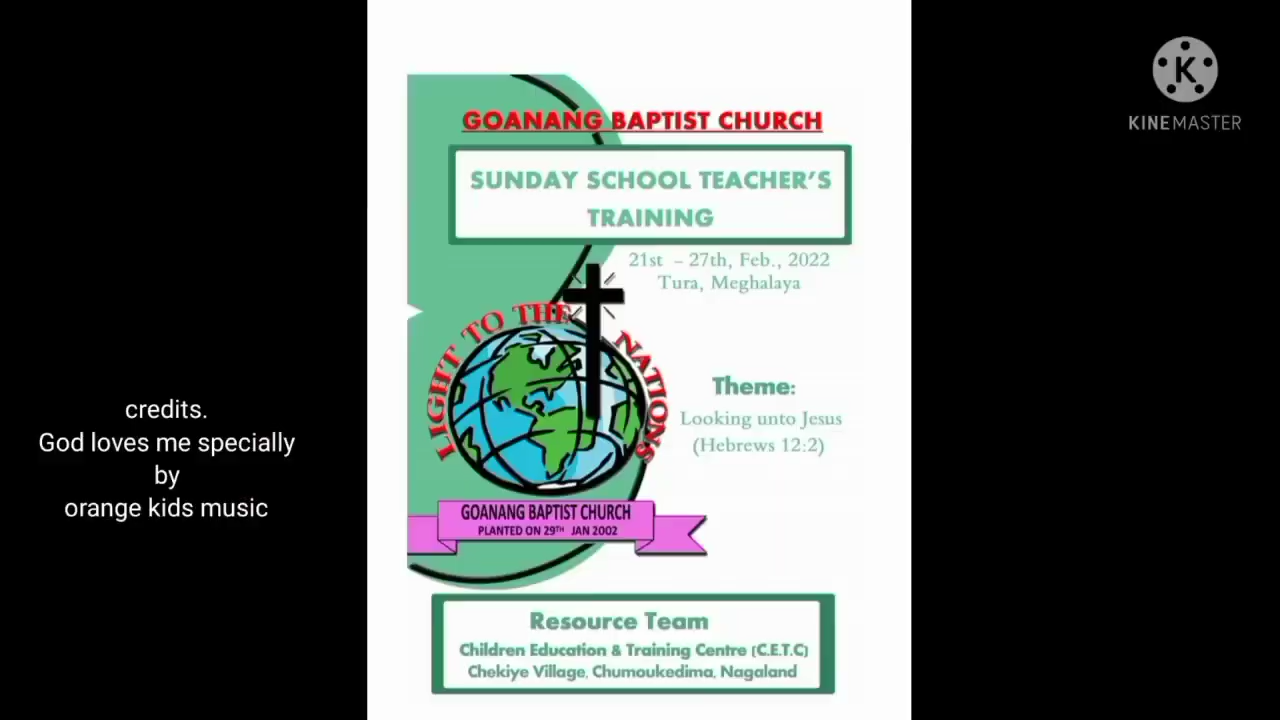 GOANANG BAPTIST CHURCH
SUNDAY SCHOOL TEACHER'S
TRAINING
21st – 27th, Feb., 2022
Tura, Meghalaya
LIGHT TO THE NATIONS
Theme:
Looking unto Jesus
(Hebrews 12:2)
GOANANG BAPTIST CHURCH
PLANTED ON 29TH JAN 2002
Resource Team
Children Education & Training Centre (C.E.T.C)
Chekiye Village, Chumoukedima, Nagaland
credits.
God loves me specially
by
orange kids music
K
KINEMASTER